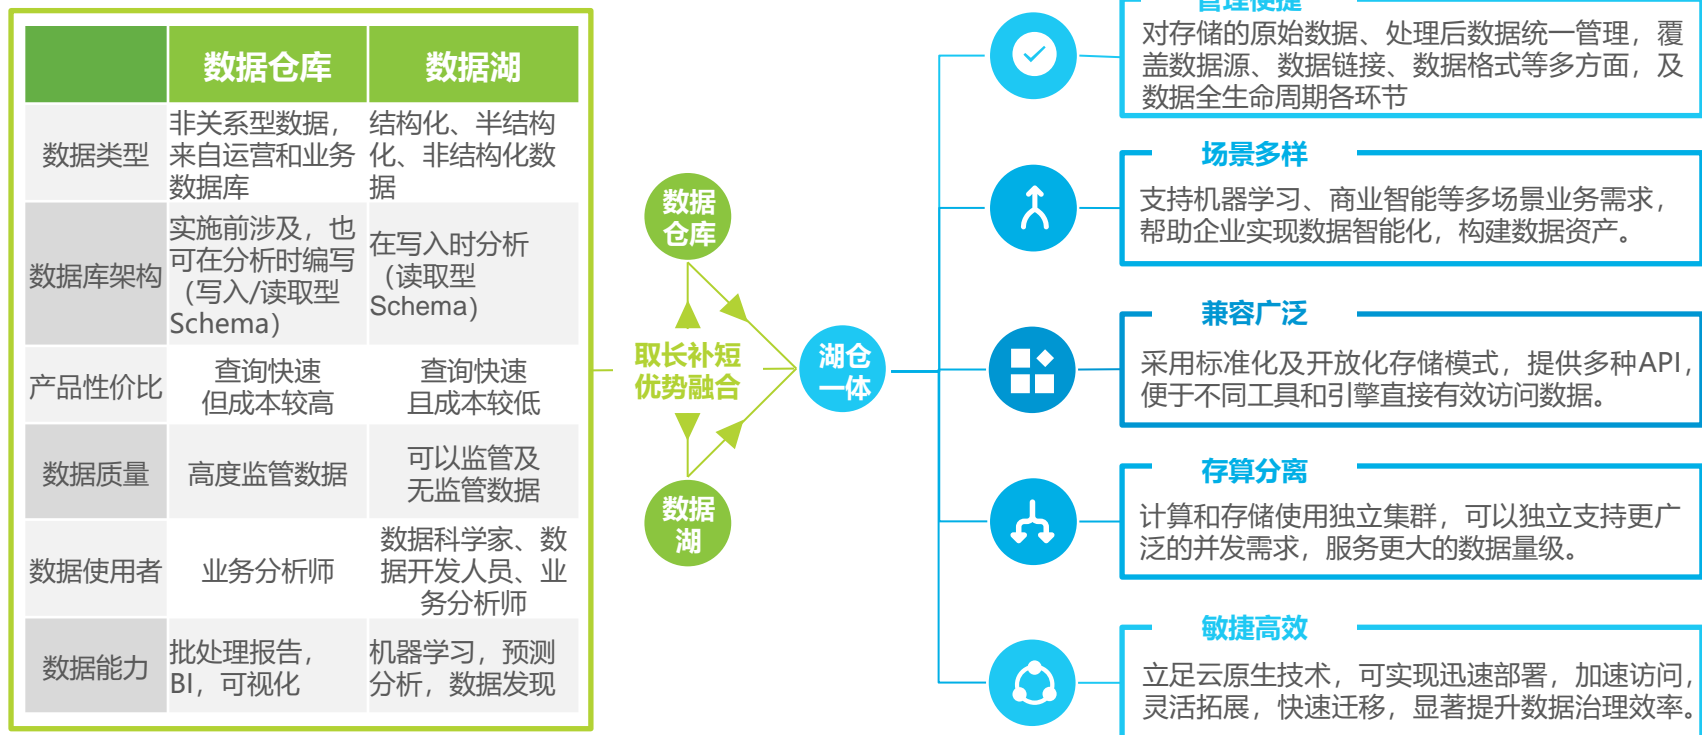 数据仓库
数据湖
数据类型
非关系型数据，
来自运营和业务
数据库
结构化、半结构
化、非结构化数
据
数据库架构
实施前涉及，也
可在分析时编写
（写入/读取型
Schema）
在写入时分析
（读取型
Schema）
产品性价比
查询快速
但成本较高
查询快速
且成本较低
数据质量
高度监管数据
可以监管及
无监管数据
数据使用者
业务分析师
数据科学家、数
据开发人员、业
务分析师
数据能力
批处理报告，
BI，可视化
机器学习，预测
分析，数据发现
数据
仓库
取长补短
优势融合
数据
湖
湖仓
一体
管理便捷
对存储的原始数据、处理后数据统一管理，覆
盖数据源、数据链接、数据格式等多方面，及
数据全生命周期各环节
场景多样
支持机器学习、商业智能等多场景业务需求，
帮助企业实现数据智能化，构建数据资产。
兼容广泛
采用标准化及开放化存储模式，提供多种API，
便于不同工具和引擎直接有效访问数据。
存算分离
计算和存储使用独立集群，可以独立支持更广
泛的并发需求，服务更大的数据量级。
敏捷高效
立足云原生技术，可实现迅速部署，加速访问，
灵活拓展，快速迁移，显著提升数据治理效率。